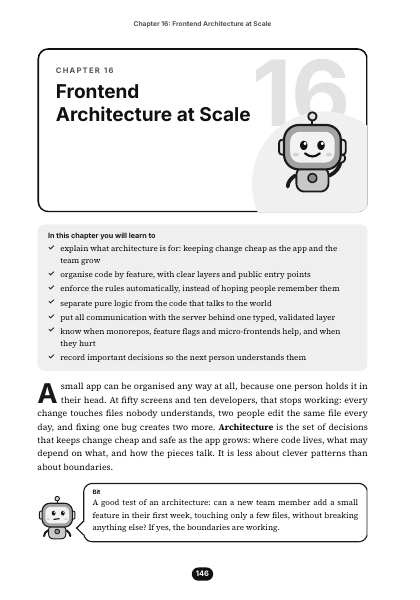 Chapter 16: Frontend Architecture at Scale
CHAPTER 16
16
Frontend
Architecture at Scale
In this chapter you will learn to
✓ explain what architecture is for: keeping change cheap as the app and the
team grow
✓ organise code by feature, with clear layers and public entry points
✓ enforce the rules automatically, instead of hoping people remember them
✓ separate pure logic from the code that talks to the world
✓ put all communication with the server behind one typed, validated layer
✓ know when monorepos, feature flags and micro-frontends help, and when
they hurt
✓ record important decisions so the next person understands them
A small app can be organised any way at all, because one person holds it in
their head. At fifty screens and ten developers, that stops working: every
change touches files nobody understands, two people edit the same file every
day, and fixing one bug creates two more. Architecture is the set of decisions
that keeps change cheap and safe as the app grows: where code lives, what may
depend on what, and how the pieces talk. It is less about clever patterns than
about boundaries.
Bit
A good test of an architecture: can a new team member add a small
feature in their first week, touching only a few files, without breaking
anything else? If yes, the boundaries are working.
146